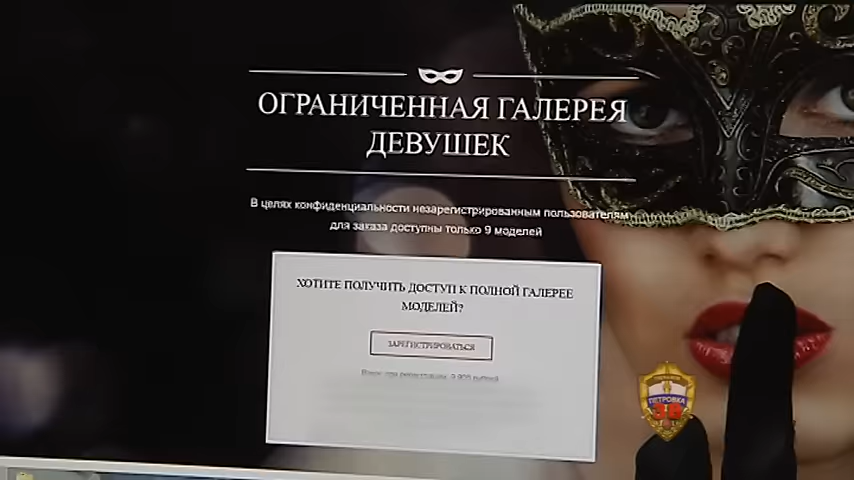 ОГРАНИЧЕННАЯ ГАЛЕРЕЯ
ДЕВУШЕК
В целях конфиденциальности незарегистрированным пользователям
для заказа доступны только 9 моделей
ХОТИТЕ ПОЛУЧИТЬ ДОСТУП К ПОЛНОЙ ГАЛЕРЕЕ
МОДЕЛЕЙ?
ЗАРЕГИСТРИРОВАТЬСЯ
ПЕТРОВКА
38